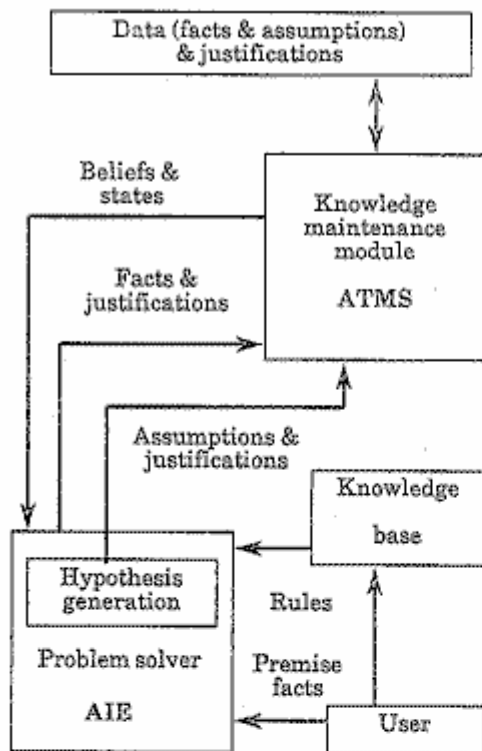 Data (facts & assumptions)
& justifications
Beliefs &
states
Knowledge
maintenance
module
ATMS
Facts &
justifications
Assumptions &
justifications
Knowledge
base
Hypothesis
generation
Rules
Problem solver
AIE
Premise
facts
User